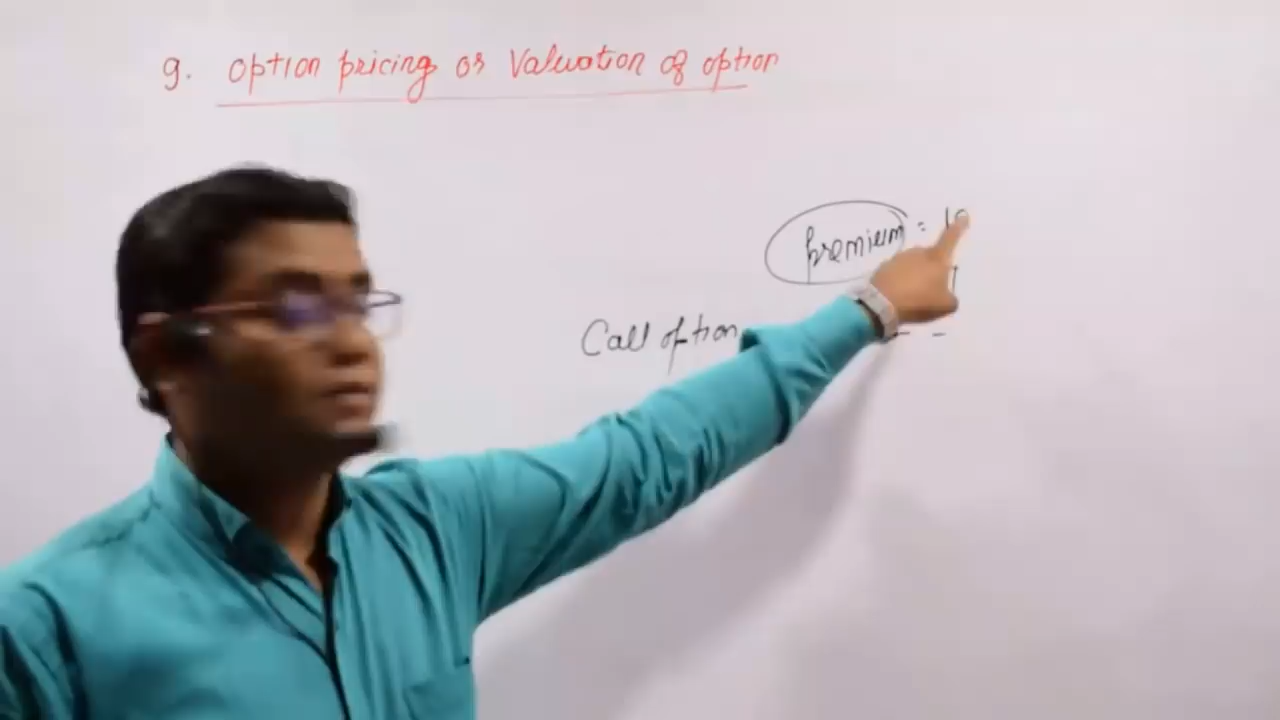 9. Option pricing or Valuation of option
Premium =
Call option